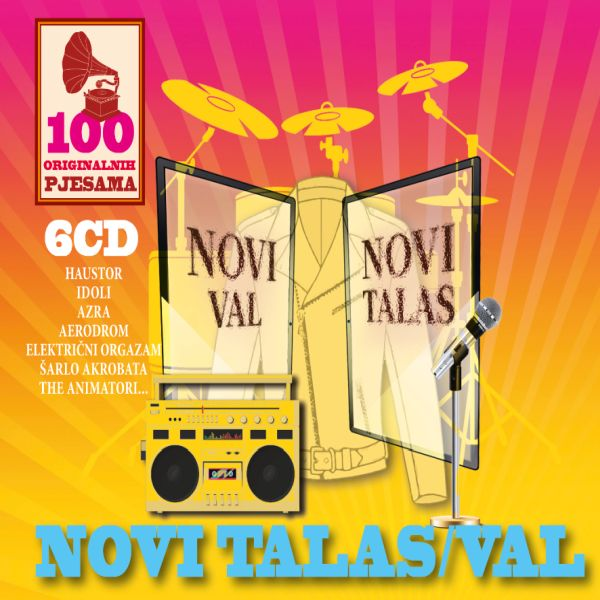 100
ORIGINALNIH
PJESAMA
6CD
HAUSTOR
IDOLI
AZRA
AERODROM
ELEKTRIČNI ORGAZAM
ŠARLO AKROBATA
THE ANIMATORI...
NOVI
VAL
NOVI
TALAS
NOVI TALAS/VAL